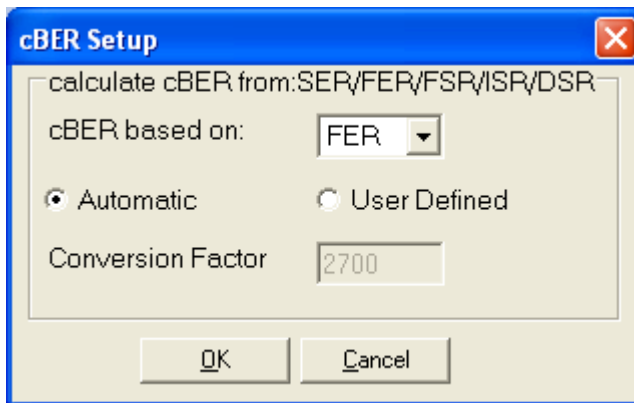 cBER Setup
calculate cBER from:SER/FER/FSR/ISR/DSR
cBER based on: FER
Automatic User Defined
Conversion Factor 2700
OK Cancel